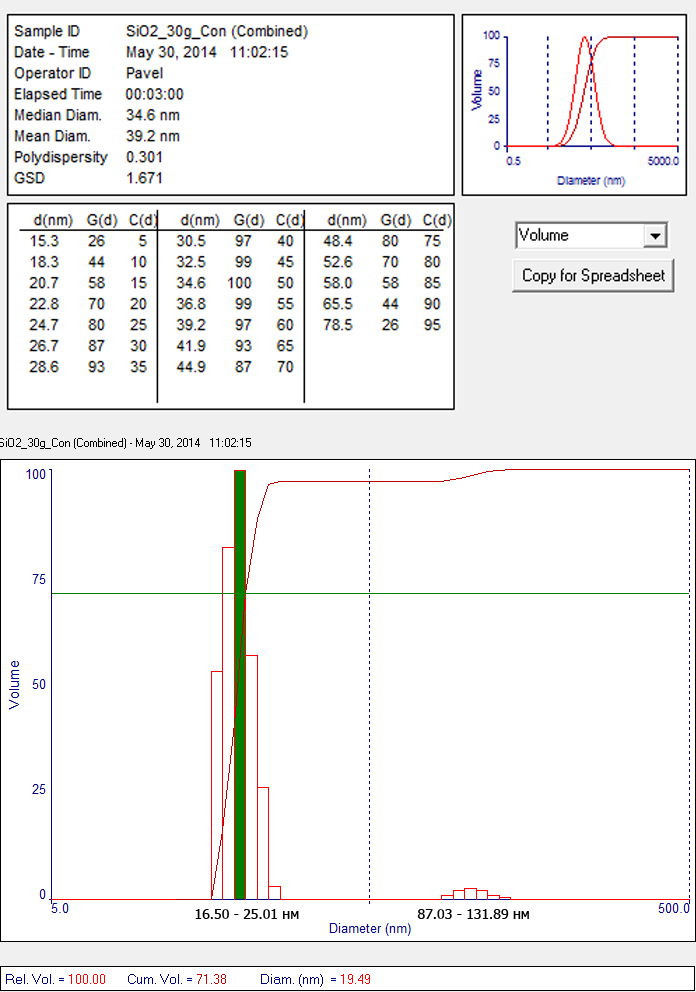 Sample ID SiO2_30g_Con (Combined)
Date - Time May 30, 2014 11:02:15
Operator ID Pavel
Elapsed Time 00:03:00
Median Diam. 34.6 nm
Mean Diam. 39.2 nm
Polydispersity 0.301
GSD 1.671
100
75
50
25
0
Volume
0.5 5000.0
Diameter (nm)
d(nm) G(d) C(d) d(nm) G(d) C(d) d(nm) G(d) C(d)
15.3 26 5 30.5 97 40 48.4 80 75
18.3 44 10 32.5 99 45 52.6 70 80
20.7 58 15 34.6 100 50 58.0 58 85
22.8 70 20 36.8 99 55 65.5 44 90
24.7 80 25 39.2 97 60 78.5 26 95
26.7 87 30 41.9 93 65
28.6 93 35 44.9 87 70
Volume
Copy for Spreadsheet
SiO2_30g_Con (Combined) - May 30, 2014 11:02:15
100
75
50
25
0
Volume
5.0 500.0
16.50 - 25.01 нм 87.03 - 131.89 нм
Diameter (nm)
Rel. Vol. = 100.00 Cum. Vol. = 71.38 Diam. (nm) = 19.49